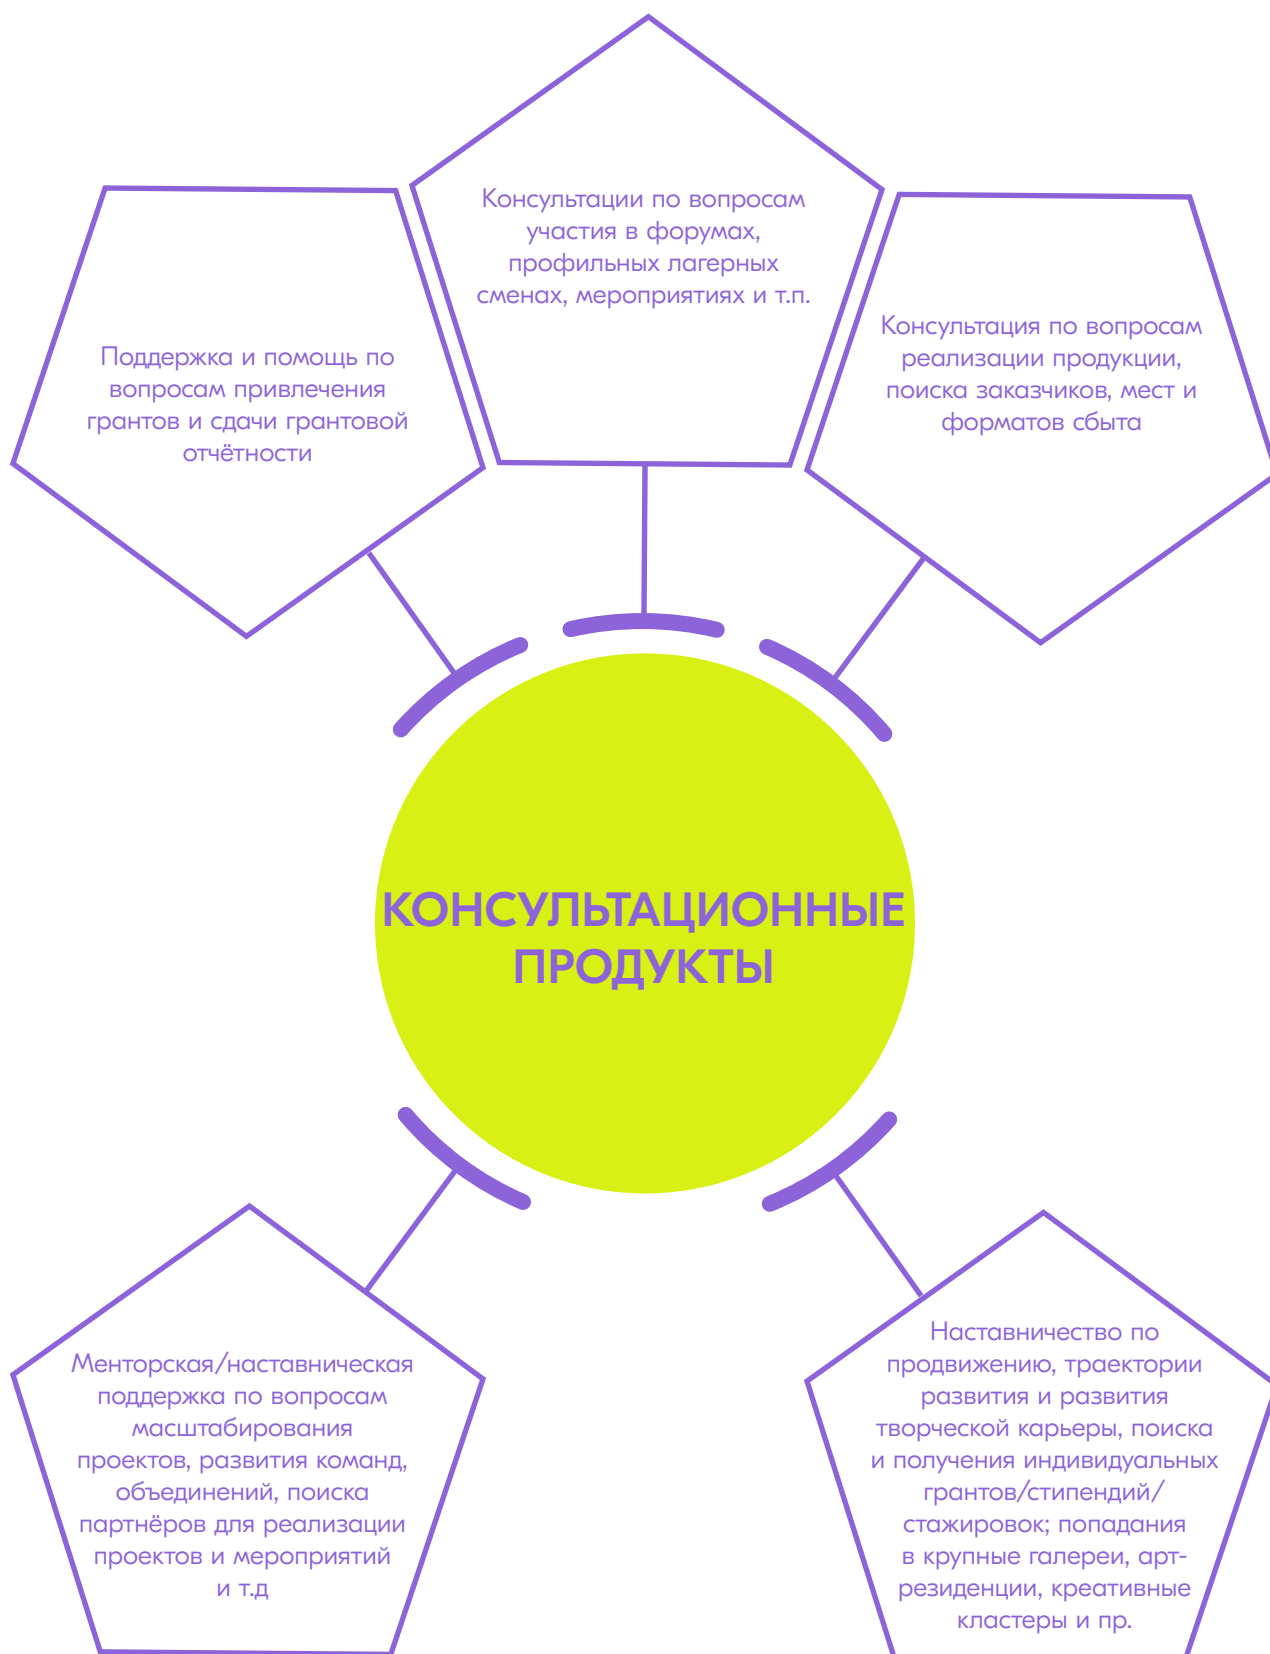 Консультации по вопросам
участия в форумах,
профильных лагерных
сменах, мероприятиях и т.п.
Поддержка и помощь по
вопросам привлечения
грантов и сдачи грантовой
отчётности
Консультация по вопросам
реализации продукции,
поиска заказчиков, мест и
форматов сбыта
КОНСУЛЬТАЦИОННЫЕ
ПРОДУКТЫ
Менторская/наставническая
поддержка по вопросам
масштабирования
проектов, развития команд,
объединений, поиска
партнёров для реализации
проектов и мероприятий
и т.д
Наставничество по
продвижению, траектории
развития и развития
творческой карьеры, поиска
и получения индивидуальных
грантов/стипендий/
стажировок; попадания
в крупные галереи, арт-
резиденции, креативные
кластеры и пр.